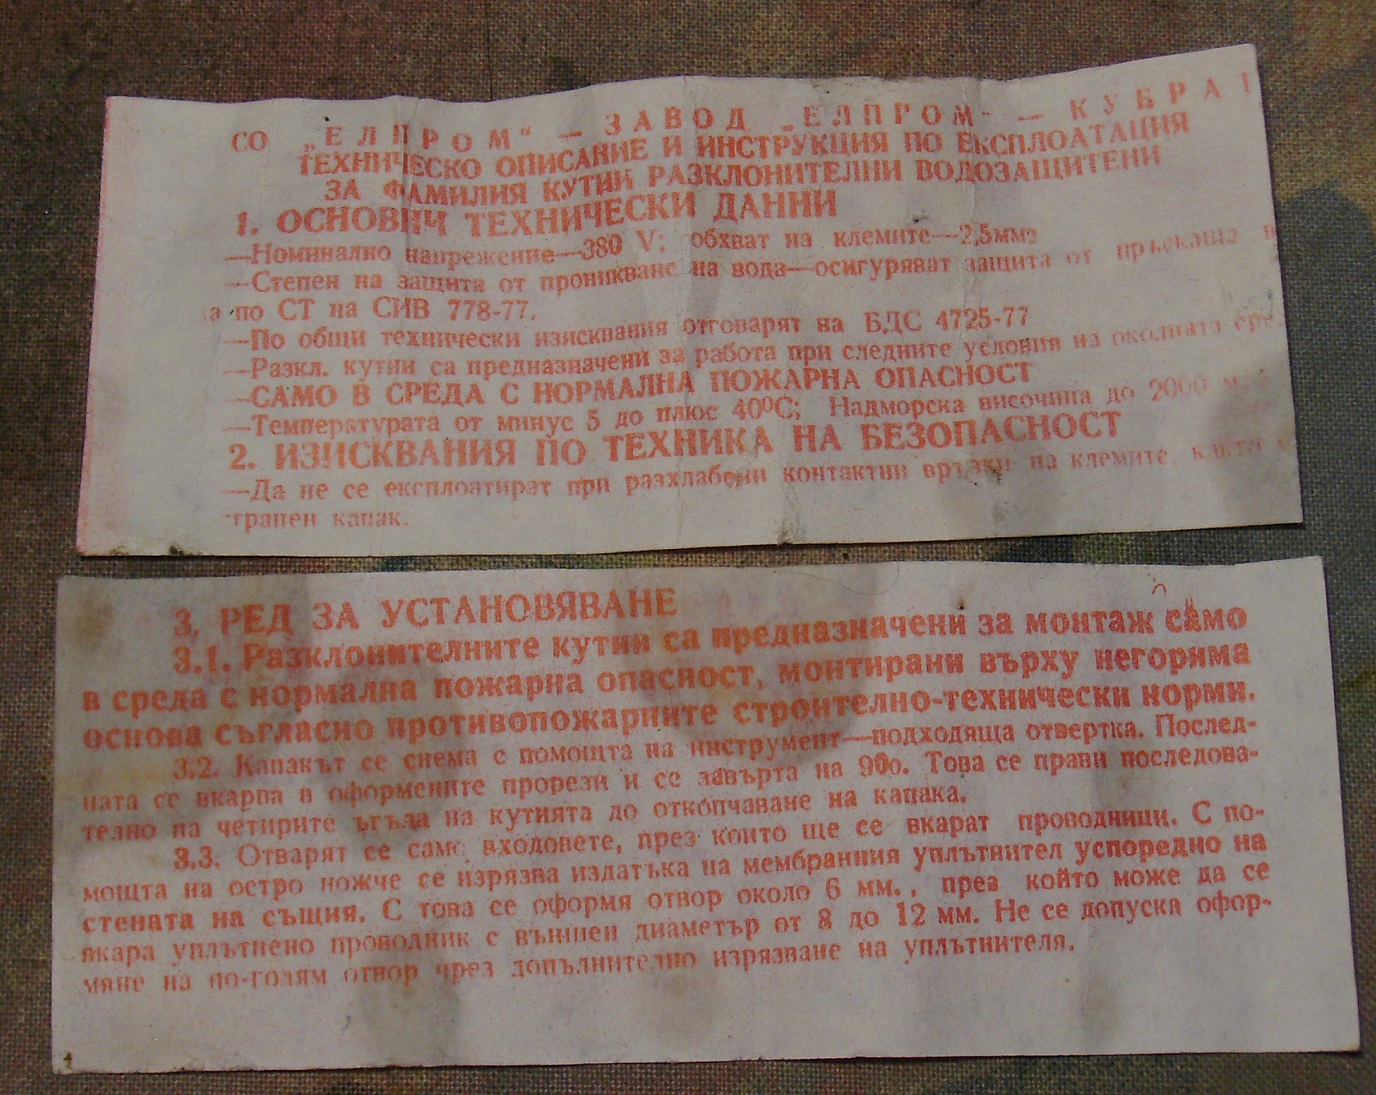 СО „ЕЛПРОМ“ — ЗАВОД „ЕЛПРОМ“ — КУБРАТ
ТЕХНИЧЕСКО ОПИСАНИЕ И ИНСТРУКЦИЯ ПО ЕКСПЛОАТАЦИЯ
ЗА ФАМИЛИЯ КУТИИ РАЗКЛОНИТЕЛНИ ВОДОЗАЩИТЕНИ
1. ОСНОВНИ ТЕХНИЧЕСКИ ДАННИ
—Номинално напрежение—380 V; обхват на клемите—2,5мм2
—Степен на защита от проникване на вода—осигуряват защита от пръскаща
а по СТ на СИВ 778-77.
—По общи технически изисквания отговарят на БДС 4725-77
—Разкл. кутии са предназначени за работа при следните условия на околната сре
—САМО В СРЕДА С НОРМАЛНА ПОЖАРНА ОПАСНОСТ
—Температурата от минус 5 до плюс 40°С; Надморска височина до 2000 м
2. ИЗИСКВАНИЯ ПО ТЕХНИКА НА БЕЗОПАСНОСТ
—Да не се експлоатират при разхлабени контактни връзки на клемите, както
транен капак.
3. РЕД ЗА УСТАНОВЯВАНЕ
3.1. Разклонителните кутии са предназначени за монтаж само
в среда с нормална пожарна опасност, монтирани върху негорима
основа съгласно противопожарните строително-технически норми.
3.2. Капакът се снема с помощта на инструмент—подходяща отвертка. Послед-
ната се вкарва в оформените прорези и се завърта на 90о. Това се прави последова-
телно на четирите ъгъла на кутията до откопчаване на капака.
3.3. Отварят се само входовете, през които ще се вкарат проводници. С по-
мощта на остро ножче се изрязва издатъка на мембранния уплътнител успоредно на
стената на същия. С това се оформя отвор около 6 мм., през който може да се
вкара уплътнено проводник с външен диаметър от 8 до 12 мм. Не се допуска офор-
мяне на по-голям отвор чрез допълнително изрязване на уплътнителя.